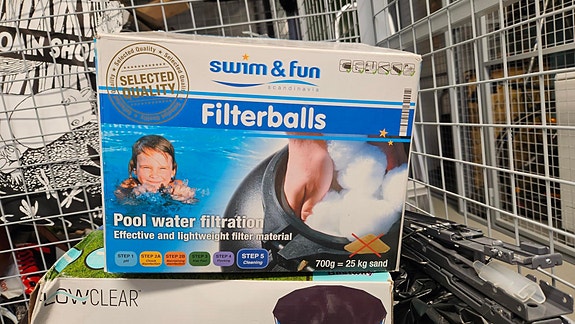 SELECTED
QUALITY
swim & fun
scandinavia
Filterballs
Pool water filtration
Effective and lightweight filter material
STEP 1
pH
STEP 2A
STEP 2B
STEP 3
STEP 4
STEP 5
Cleaning
700g = 25 kg sand
OWCLEAR